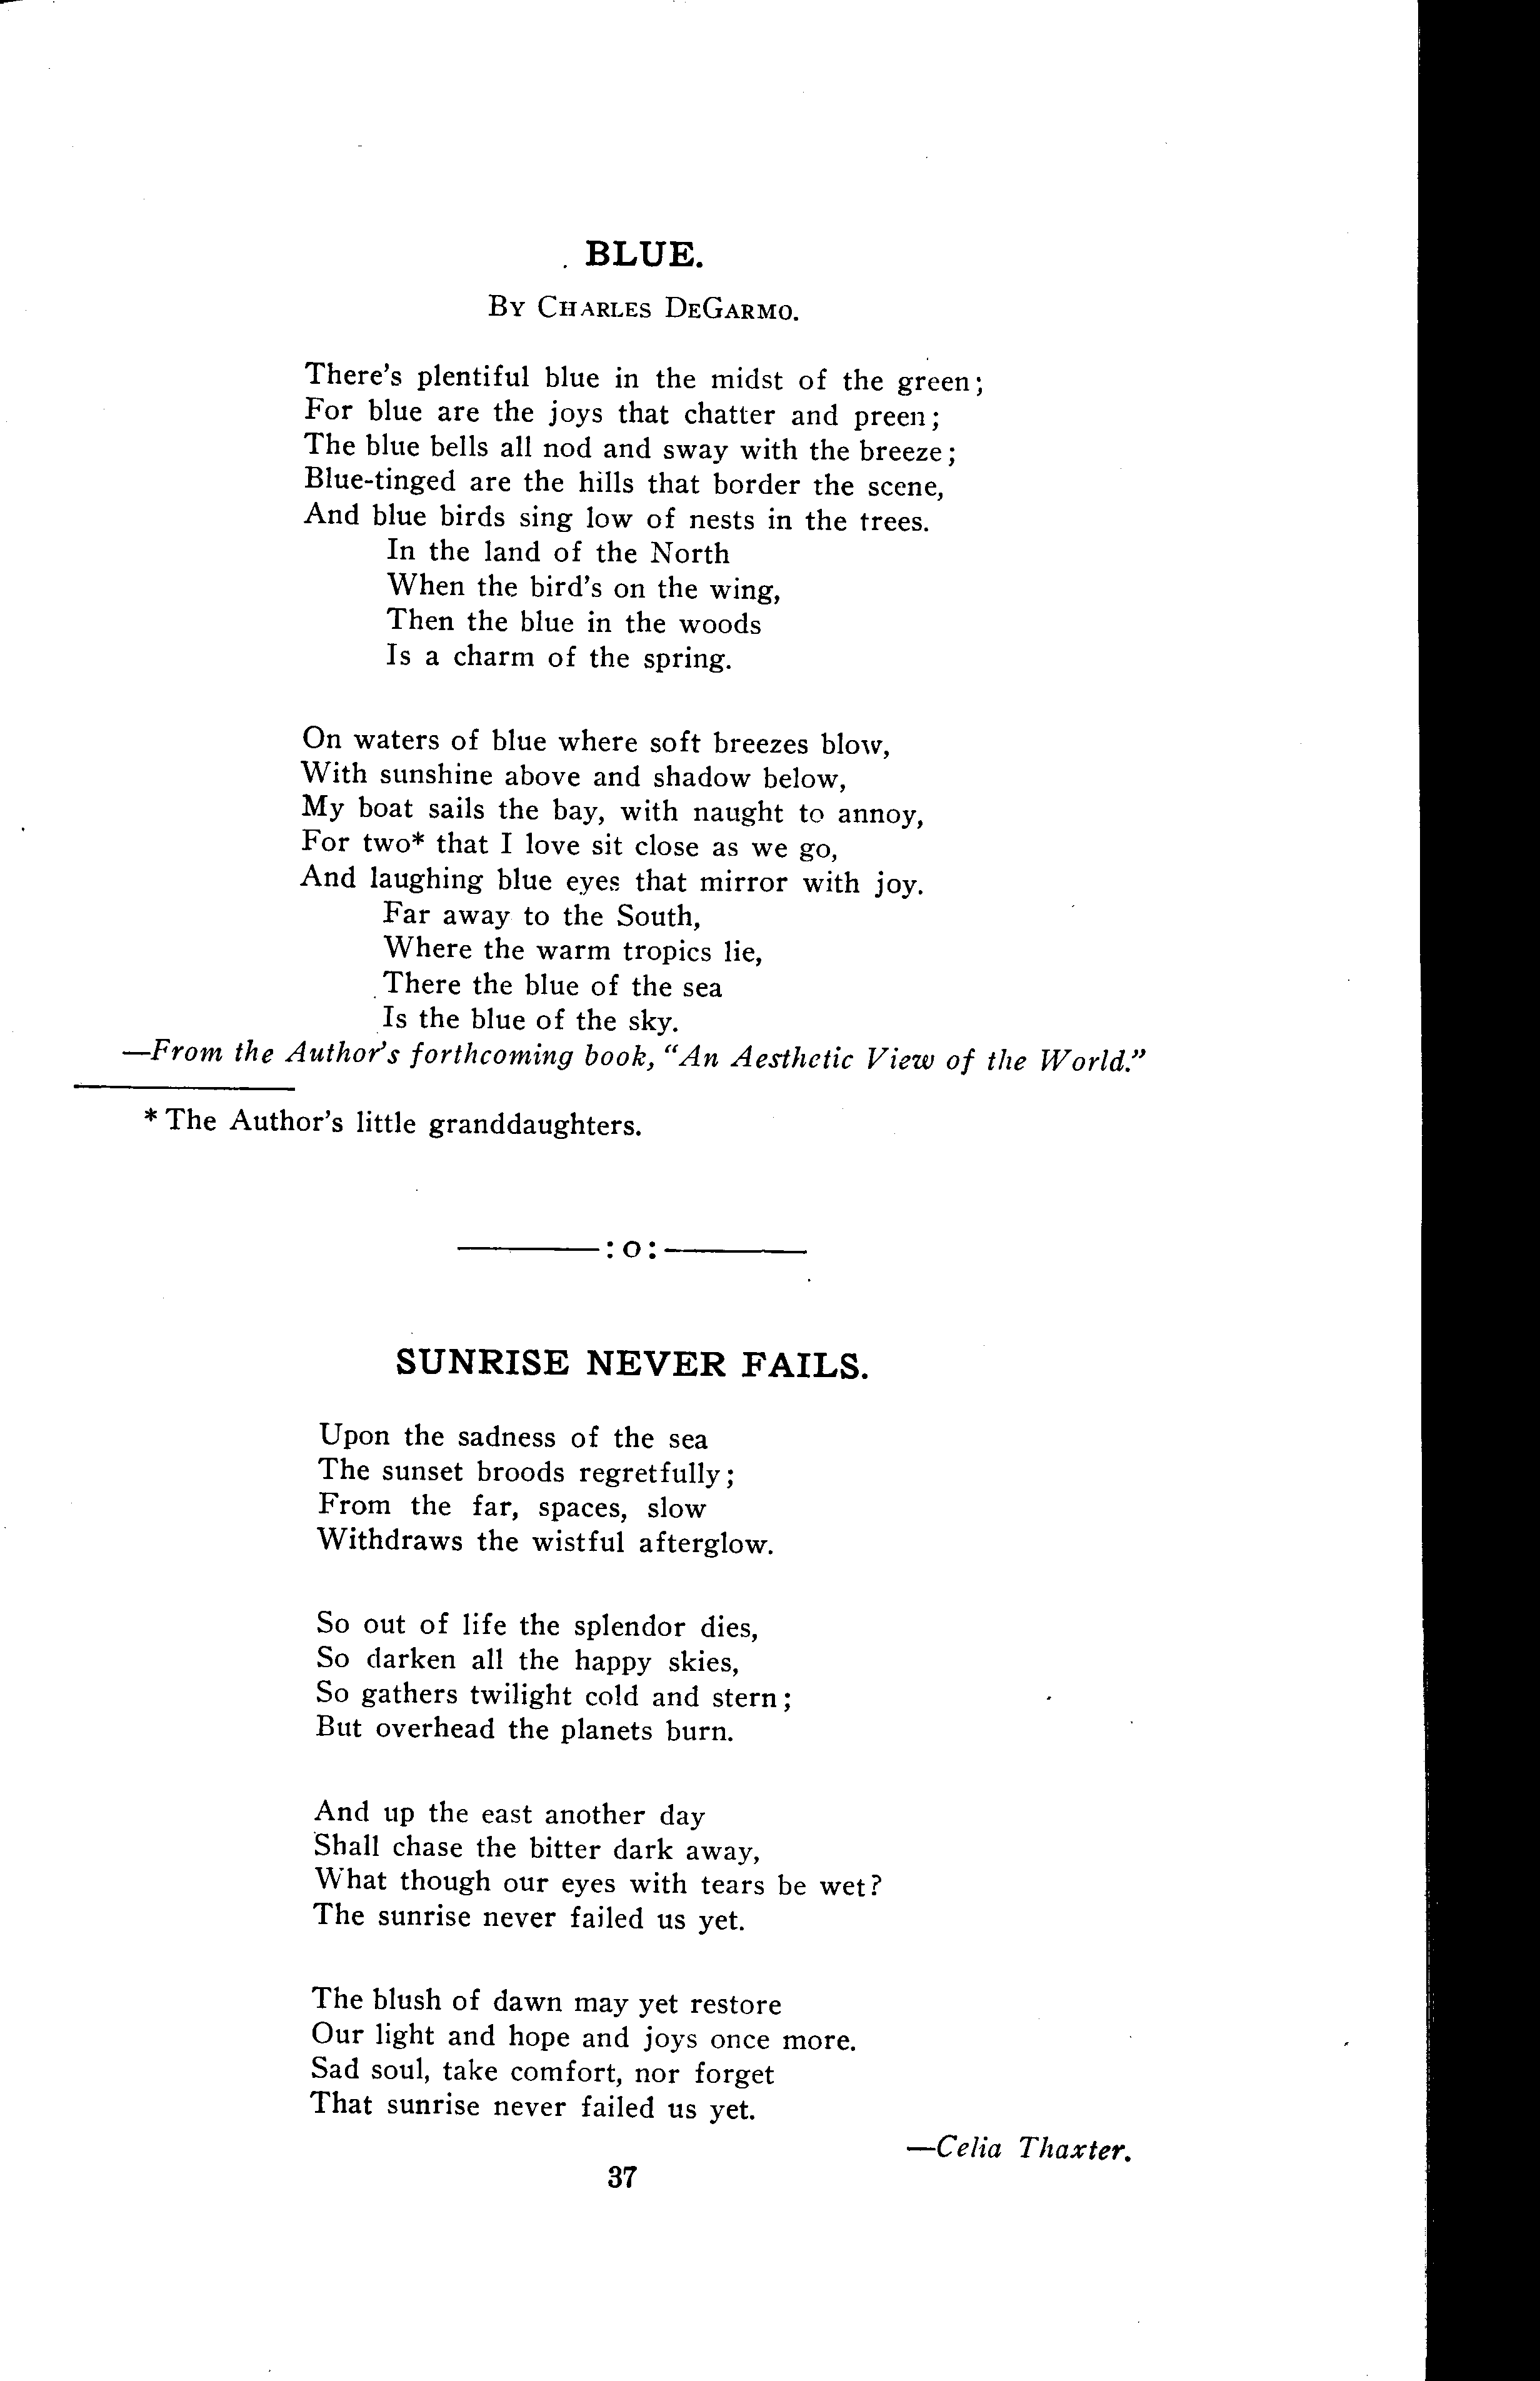 BLUE.
By Charles DeGarmo.
There's plentiful blue in the midst of the green;
For blue are the joys that chatter and preen;
The blue bells all nod and sway with the breeze;
Blue-tinged are the hills that border the scene,
And blue birds sing low of nests in the trees.
In the land of the North
When the bird's on the wing,
Then the blue in the woods
Is a charm of the spring.
On waters of blue where soft breezes blow,
With sunshine above and shadow below,
My boat sails the bay, with naught to annoy,
For two* that I love sit close as we go,
And laughing blue eyes that mirror with joy.
Far away to the South,
Where the warm tropics lie,
There the blue of the sea
Is the blue of the sky.
—From the Author's forthcoming book, "An Aesthetic View of the World."
* The Author's little granddaughters.
:o:
SUNRISE NEVER FAILS.
Upon the sadness of the sea
The sunset broods regretfully;
From the far, spaces, slow
Withdraws the wistful afterglow.
So out of life the splendor dies,
So darken all the happy skies,
So gathers twilight cold and stern;
But overhead the planets burn.
And up the east another day
Shall chase the bitter dark away,
What though our eyes with tears be wet?
The sunrise never failed us yet.
The blush of dawn may yet restore
Our light and hope and joys once more.
Sad soul, take comfort, nor forget
That sunrise never failed us yet.
—Celia Thaxter.
37